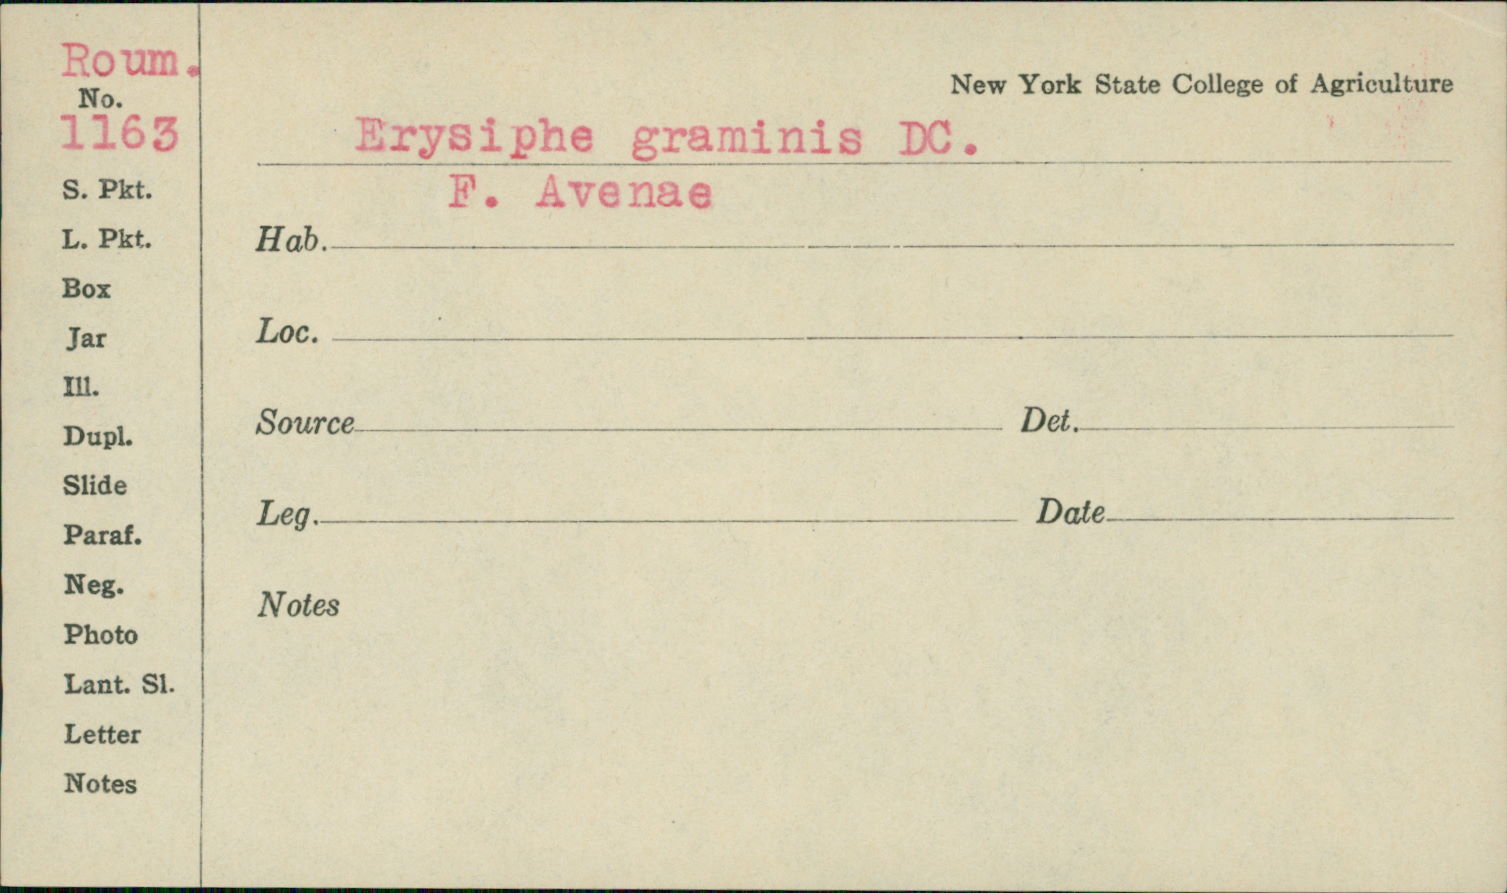 Roum.
No.
1163
S. Pkt.
L. Pkt.
Box
Jar
Ill.
Dupl.
Slide
Paraf.
Neg.
Photo
Lant. Sl.
Letter
Notes
New York State College of Agriculture
Erysiphe graminis DC.
F. Avenae
Hab.
Loc.
Source Det.
Leg. Date
Notes